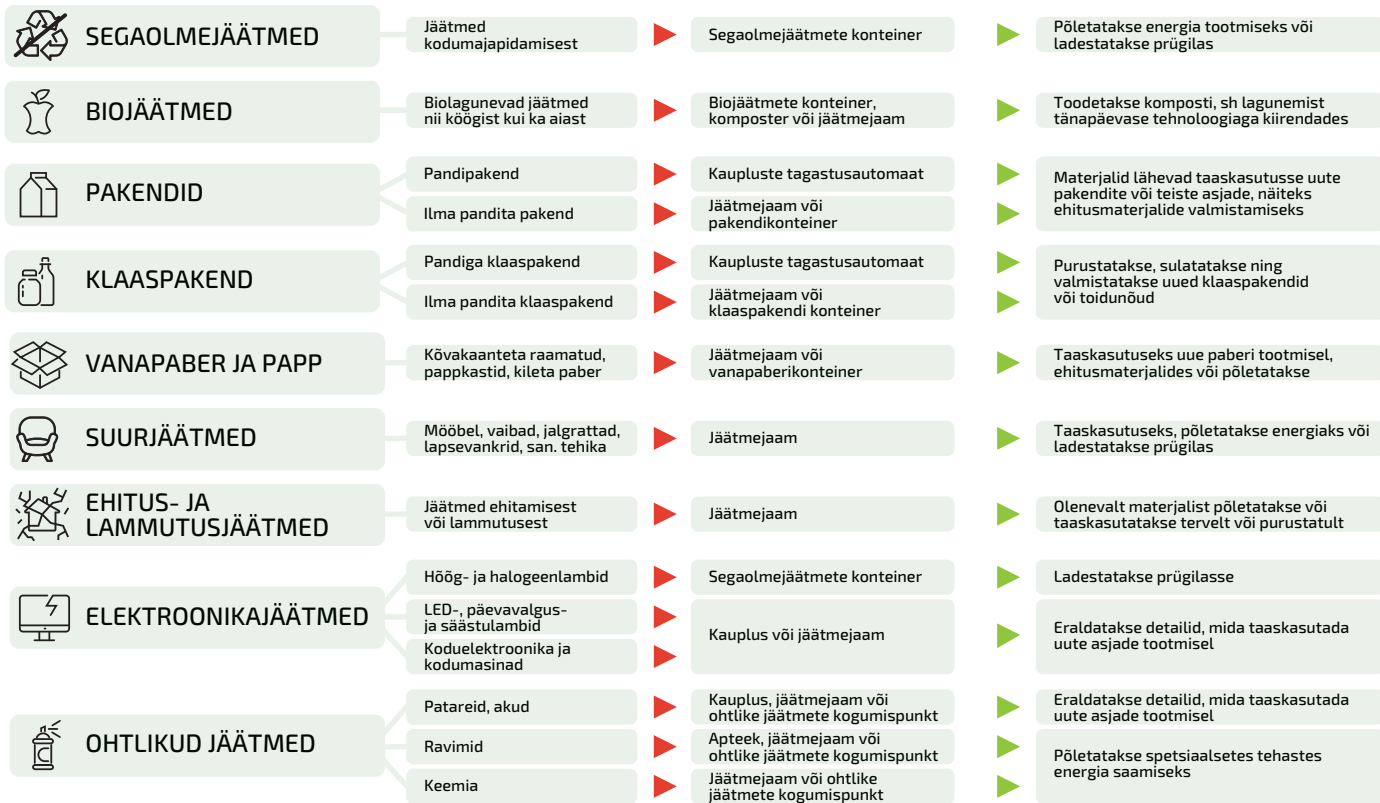 SEGAOLMEJÄÄTMED
Jäätmed
kodumajapidamisest
Segaolmejäätmete konteiner
Põletatakse energia tootmiseks või
ladestatakse prügilas
BIOJÄÄTMED
Biolagunevad jäätmed
nii köögist kui ka aiast
Biojäätmete konteiner,
komposter või jäätmejaam
Toodetakse komposti, sh lagunemist
tänapäevase tehnoloogiaga kiirendades
PAKENDID
Pandipakend
Kaupluste tagastusautomaat
Ilma pandita pakend
Jäätmejaam või
pakendikonteiner
Materjalid lähevad taaskasutusse uute
pakendite või teiste asjade, näiteks
ehitusmaterjalide valmistamiseks
KLAASPAKEND
Pandiga klaaspakend
Kaupluste tagastusautomaat
Ilma pandita klaaspakend
Jäätmejaam või
klaaspakendi konteiner
Purustatakse, sulatatakse ning
valmistatakse uued klaaspakendid
või toidunõud
VANAPABER JA PAPP
Kõvakaanteta raamatud,
pappkastid, kileta paber
Jäätmejaam või
vanapaberikonteiner
Taaskasutuseks uue paberi tootmisel,
ehitusmaterjalides või põletatakse
SUURJÄÄTMED
Mööbel, vaibad, jalgrattad,
lapsevankrid, san. tehika
Jäätmejaam
Taaskasutuseks, põletatakse energiaks või
ladestatakse prügilas
EHITUS- JA
LAMMUTUSJÄÄTMED
Jäätmed ehitamisest
või lammutusest
Jäätmejaam
Olenevalt materjalist põletatakse või
taaskasutatakse tervelt või purustatult
ELEKTROONIKAJÄÄTMED
Hõõg- ja halogeenlambid
Segaolmejäätmete konteiner
Ladestatakse prügilasse
LED-, päevavalgus-
ja säästulambid
Koduelektroonika ja
kodumasinad
Kauplus või jäätmejaam
Eraldatakse detailid, mida taaskasutada
uute asjade tootmisel
OHTLIKUD JÄÄTMED
Patareid, akud
Kauplus, jäätmejaam või
ohtlike jäätmete kogumispunkt
Eraldatakse detailid, mida taaskasutada
uute asjade tootmisel
Ravimid
Apteek, jäätmejaam või
ohtlike jäätmete kogumispunkt
Keemia
Jäätmejaam või ohtlike
jäätmete kogumispunkt
Põletatakse spetsiaalsetes tehastes
energia saamiseks